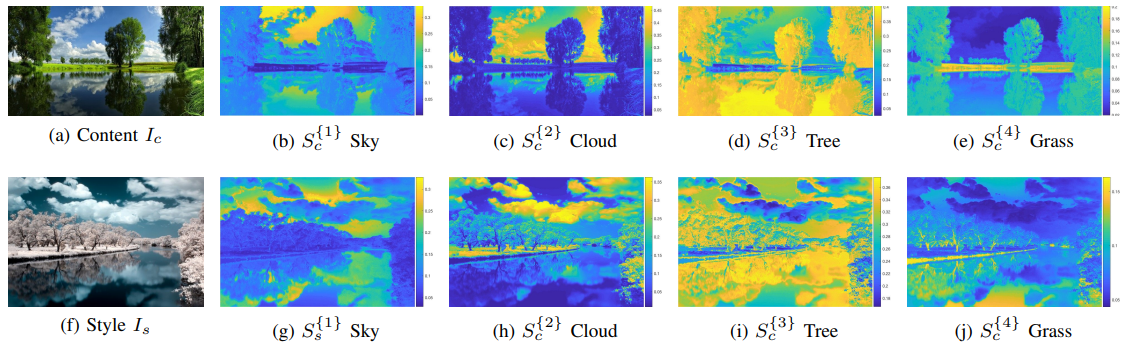 (a) Content I_c
(b) S_c^{1} Sky
(c) S_c^{2} Cloud
(d) S_c^{3} Tree
(e) S_c^{4} Grass
(f) Style I_s
(g) S_s^{1} Sky
(h) S_c^{2} Cloud
(i) S_c^{3} Tree
(j) S_c^{4} Grass